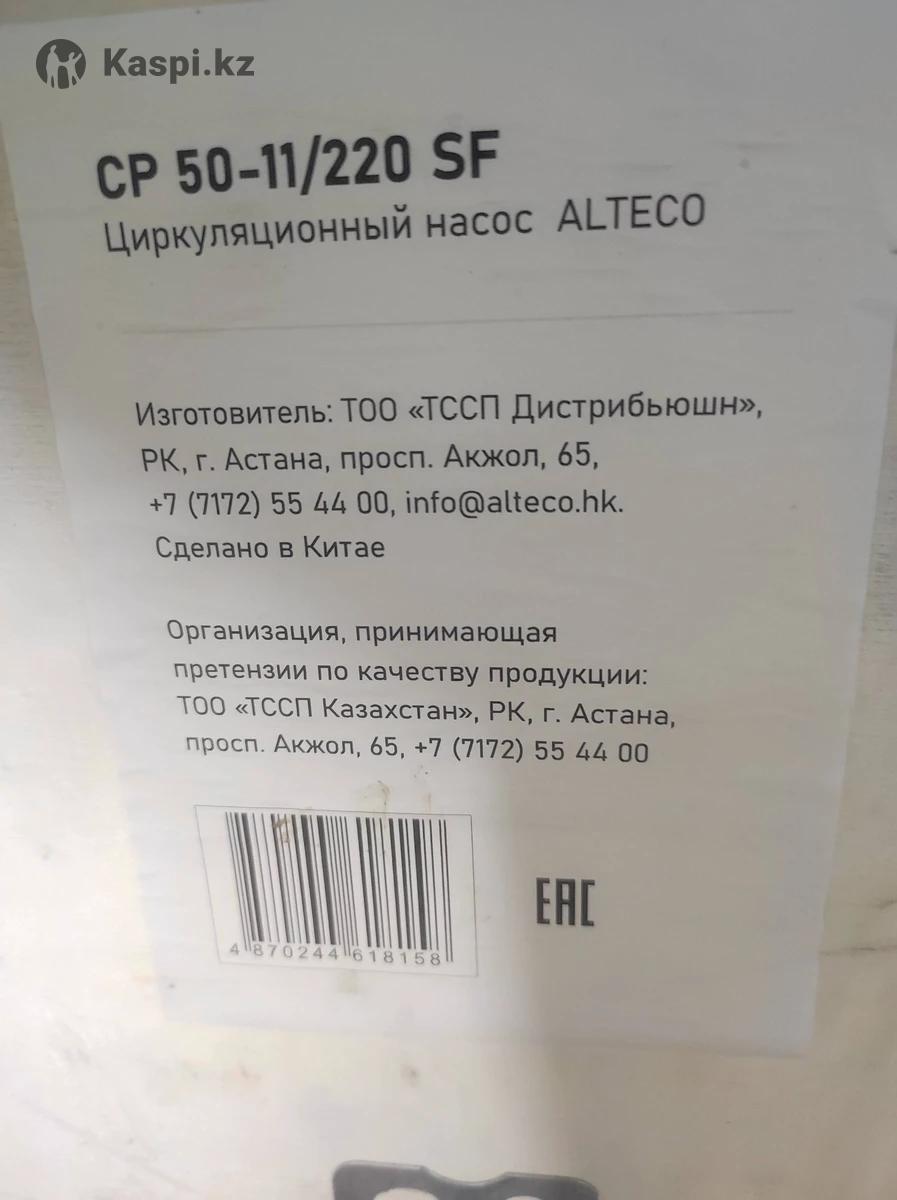 Kaspi.kz
CP 50-11/220 SF
Циркуляционный насос ALTECO
Изготовитель: ТОО «ТССП Дистрибьюшн»,
РК, г. Астана, просп. Акжол, 65,
+7 (7172) 55 44 00, info@alteco.hk.
Сделано в Китае
Организация, принимающая
претензии по качеству продукции:
ТОО «ТССП Казахстан», РК, г. Астана,
просп. Акжол, 65, +7 (7172) 55 44 00
4 870244 618158
EAC